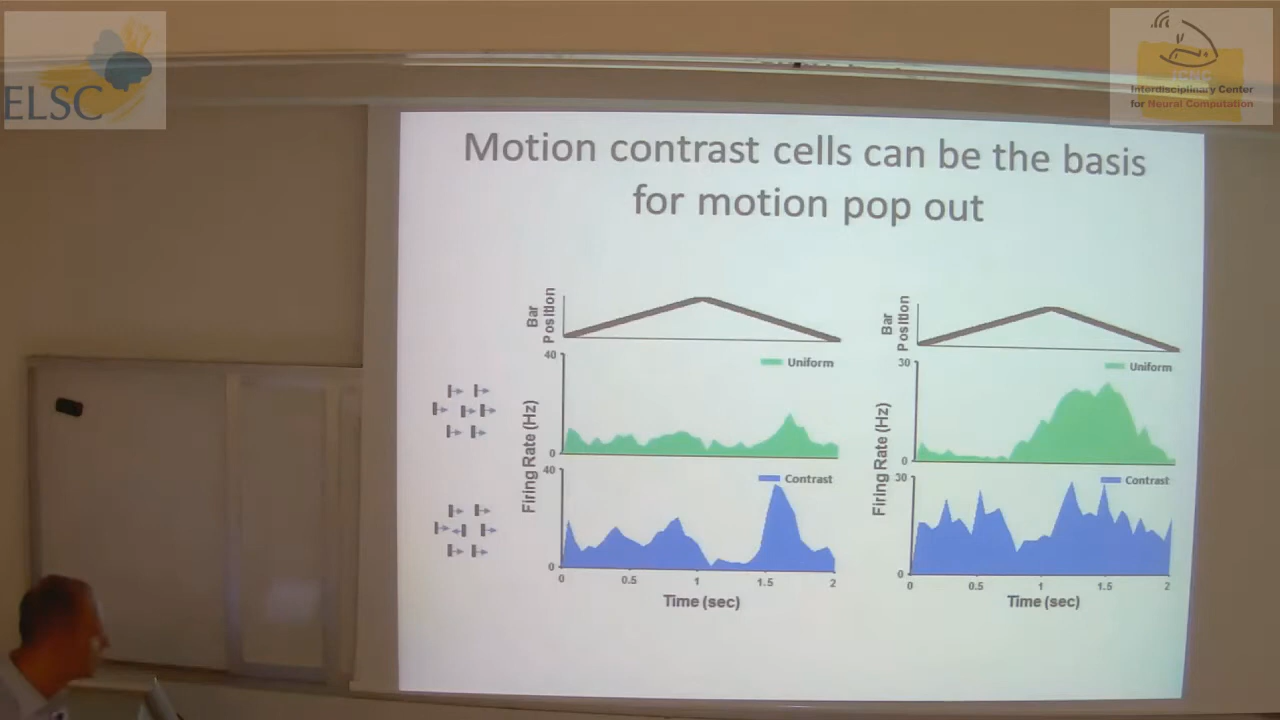 ELSC
ICNC
Interdisciplinary Center
for Neural Computation
Motion contrast cells can be the basis
for motion pop out
Bar
Position
40
Uniform
0
40
Contrast
0
Firing Rate (Hz)
0
0.5
1
1.5
2
Time (sec)
Bar
Position
30
Uniform
0
30
Contrast
0
Firing Rate (Hz)
0
0.5
1
1.5
2
Time (sec)